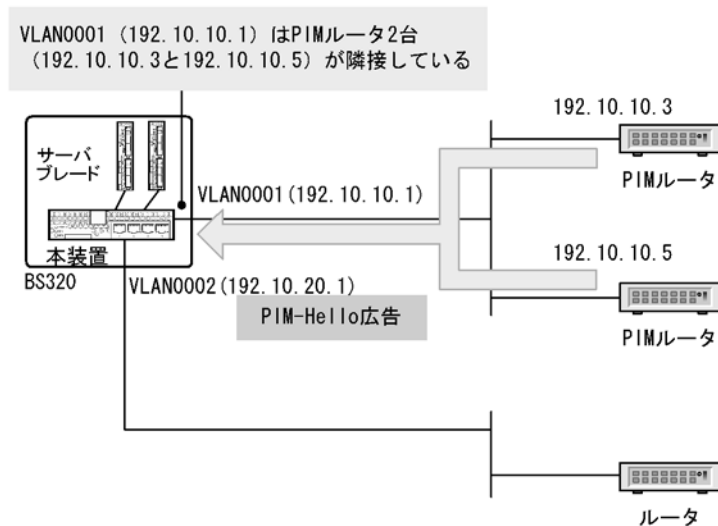 VLAN0001 (192.10.10.1) はPIMルータ2台
(192.10.10.3と192.10.10.5) が隣接している
192.10.10.3
サーバ
ブレード
PIMルータ
VLAN0001(192.10.10.1)
192.10.10.5
本装置
BS320
VLAN0002(192.10.20.1)
PIM-Hello広告
PIMルータ
ルータ